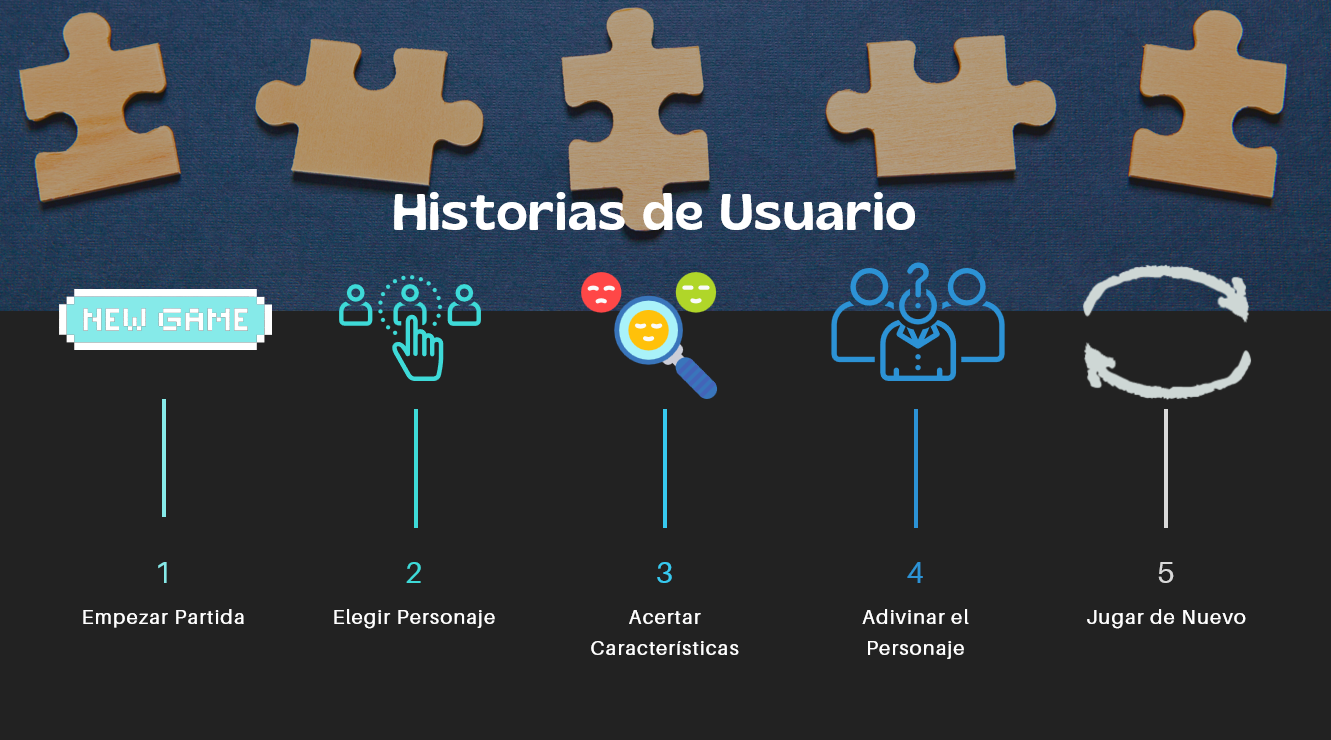 Historias de Usuario
NEW GAME
1
Empezar Partida
2
Elegir Personaje
3
Acertar
Características
4
Adivinar el
Personaje
5
Jugar de Nuevo